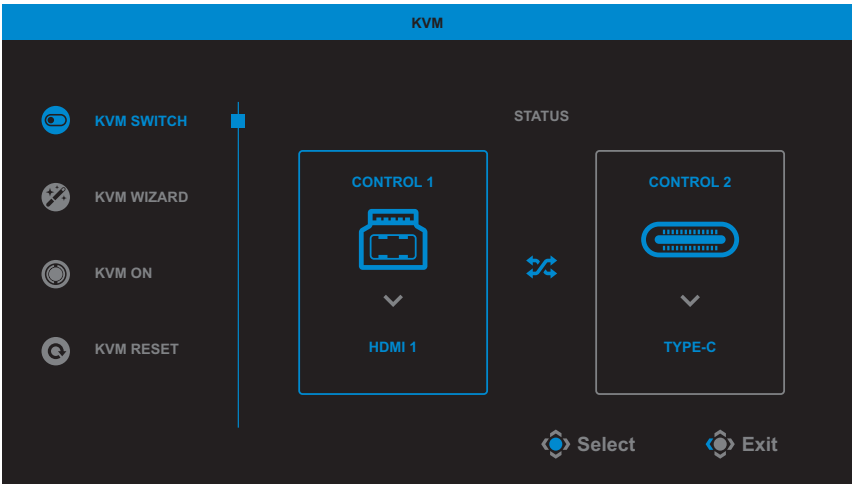 KVM
KVM SWITCH
KVM WIZARD
KVM ON
KVM RESET
STATUS
CONTROL 1
HDMI 1
CONTROL 2
TYPE-C
Select
Exit